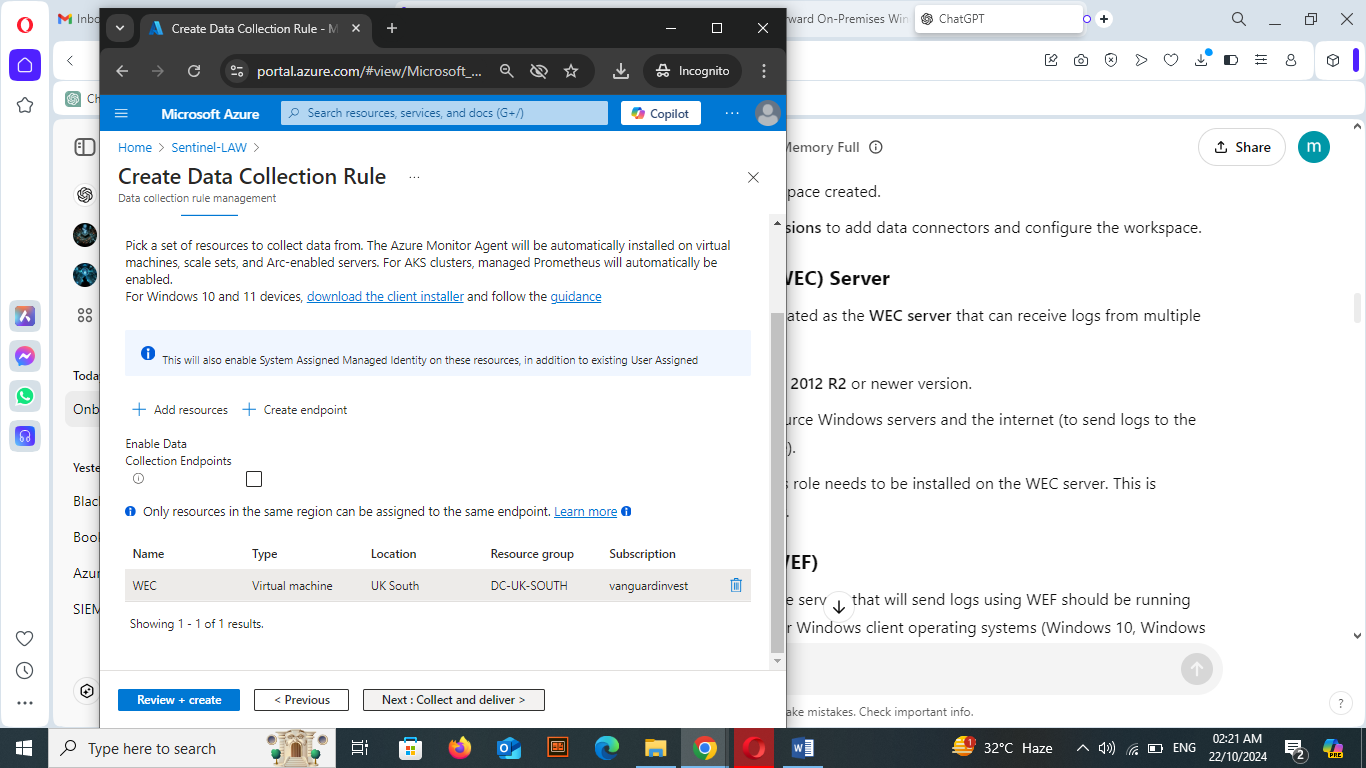 Inbo
Create Data Collection Rule - M
ward On-Premises Win
ChatGPT
portal.azure.com/#view/Microsoft_...
Incognito
Ch
Microsoft Azure
Search resources, services, and docs (G+/)
Copilot
Home > Sentinel-LAW >
Create Data Collection Rule
...
Data collection rule management
Pick a set of resources to collect data from. The Azure Monitor Agent will be automatically installed on virtual
machines, scale sets, and Arc-enabled servers. For AKS clusters, managed Prometheus will automatically be
enabled.
For Windows 10 and 11 devices, download the client installer and follow the guidance
This will also enable System Assigned Managed Identity on these resources, in addition to existing User Assigned
Add resources
Create endpoint
Enable Data
Collection Endpoints
Only resources in the same region can be assigned to the same endpoint. Learn more
Name Type Location Resource group Subscription
WEC Virtual machine UK South DC-UK-SOUTH vanguardinvest
Showing 1 - 1 of 1 results.
Review + create
< Previous
Next : Collect and deliver >
Toda
Onb
Yeste
Black
Book
Azur
SIEM
Memory Full
Share
m
pace created.
sions to add data connectors and configure the workspace.
WEC) Server
ated as the WEC server that can receive logs from multiple
2012 R2 or newer version.
urce Windows servers and the internet (to send logs to the
).
s role needs to be installed on the WEC server. This is
.
WEF)
e serv that will send logs using WEF should be running
r Windows client operating systems (Windows 10, Windows
ake mistakes. Check important info.
?
Type here to search
32°C Haze
ENG
02:21 AM
22/10/2024
2
PRE